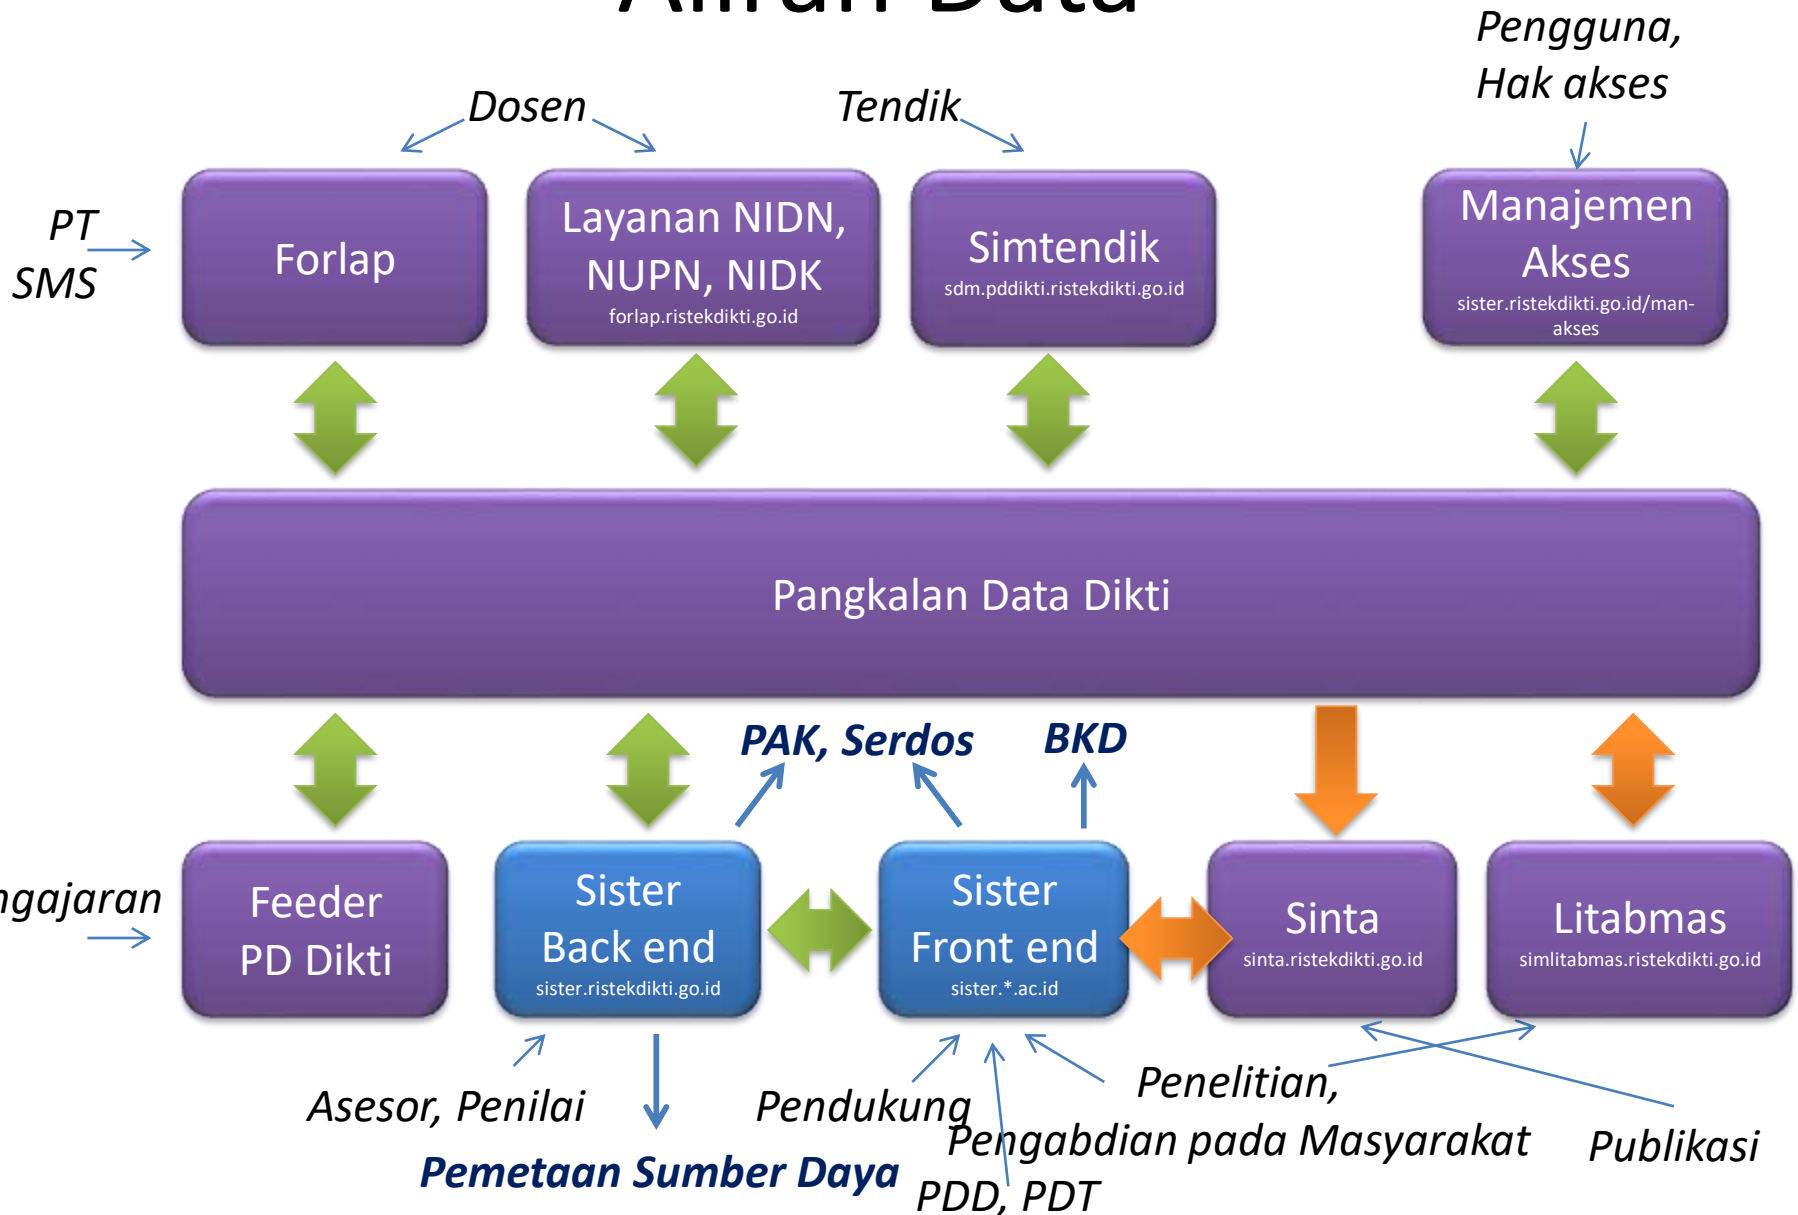 Aliran Data
Pengguna,
Hak akses
Dosen
Tendik
PT
SMS
Forlap
Layanan NIDN,
NUPN, NIDK
forlap.ristekdikti.go.id
Simtendik
sdm.pddikti.ristekdikti.go.id
Manajemen
Akses
sister.ristekdikti.go.id/man-
akses
Pangkalan Data Dikti
PAK, Serdos
BKD
ngajaran
Feeder
PD Dikti
Sister
Back end
sister.ristekdikti.go.id
Sister
Front end
sister.*.ac.id
Sinta
sinta.ristekdikti.go.id
Litabmas
simlitabmas.ristekdikti.go.id
Asesor, Penilai
Pendukung
Penelitian,
Pengabdian pada Masyarakat
Publikasi
Pemetaan Sumber Daya
PDD, PDT